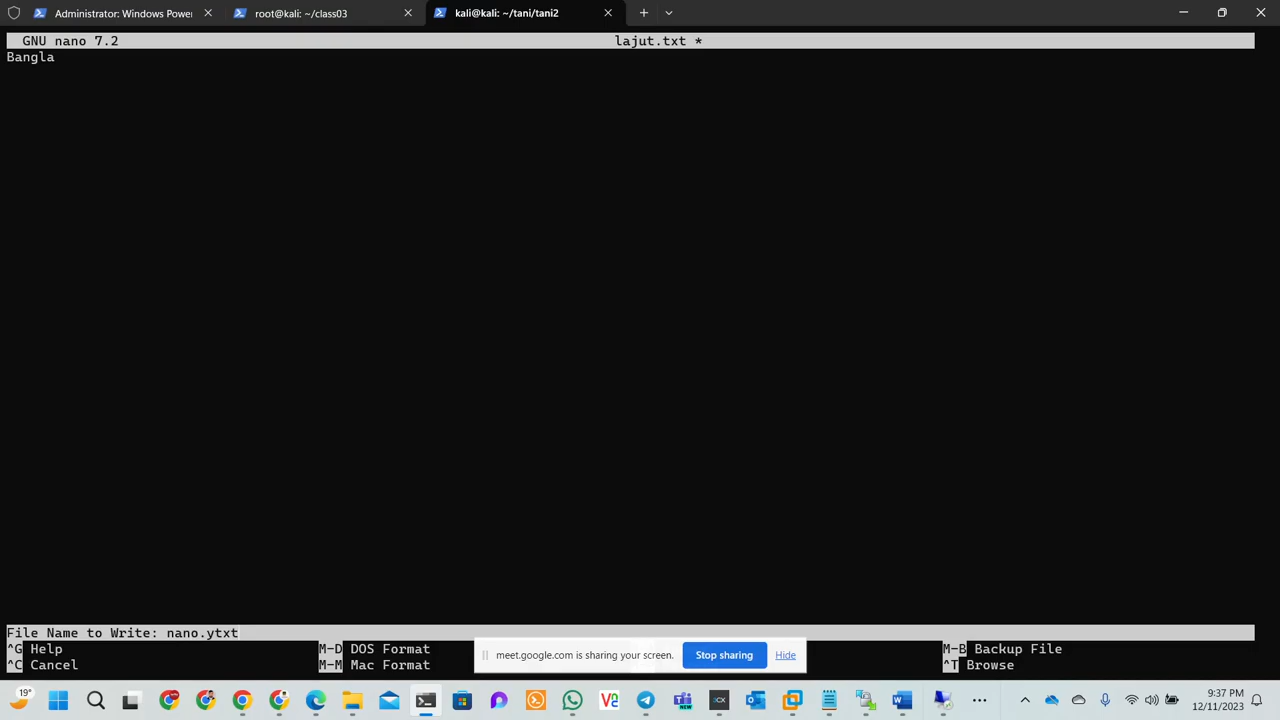 Administrator: Windows Power
root@kali: ~/class03
kali@kali: ~/tani/tani2
GNU nano 7.2
lajut.txt *
Bangla
File Name to Write: nano.ytxt
^G Help
M-D DOS Format
M-B Backup File
^C Cancel
M-M Mac Format
^T Browse
meet.google.com is sharing your screen.
Stop sharing
Hide
19°
NEW
9:37 PM
12/11/2023